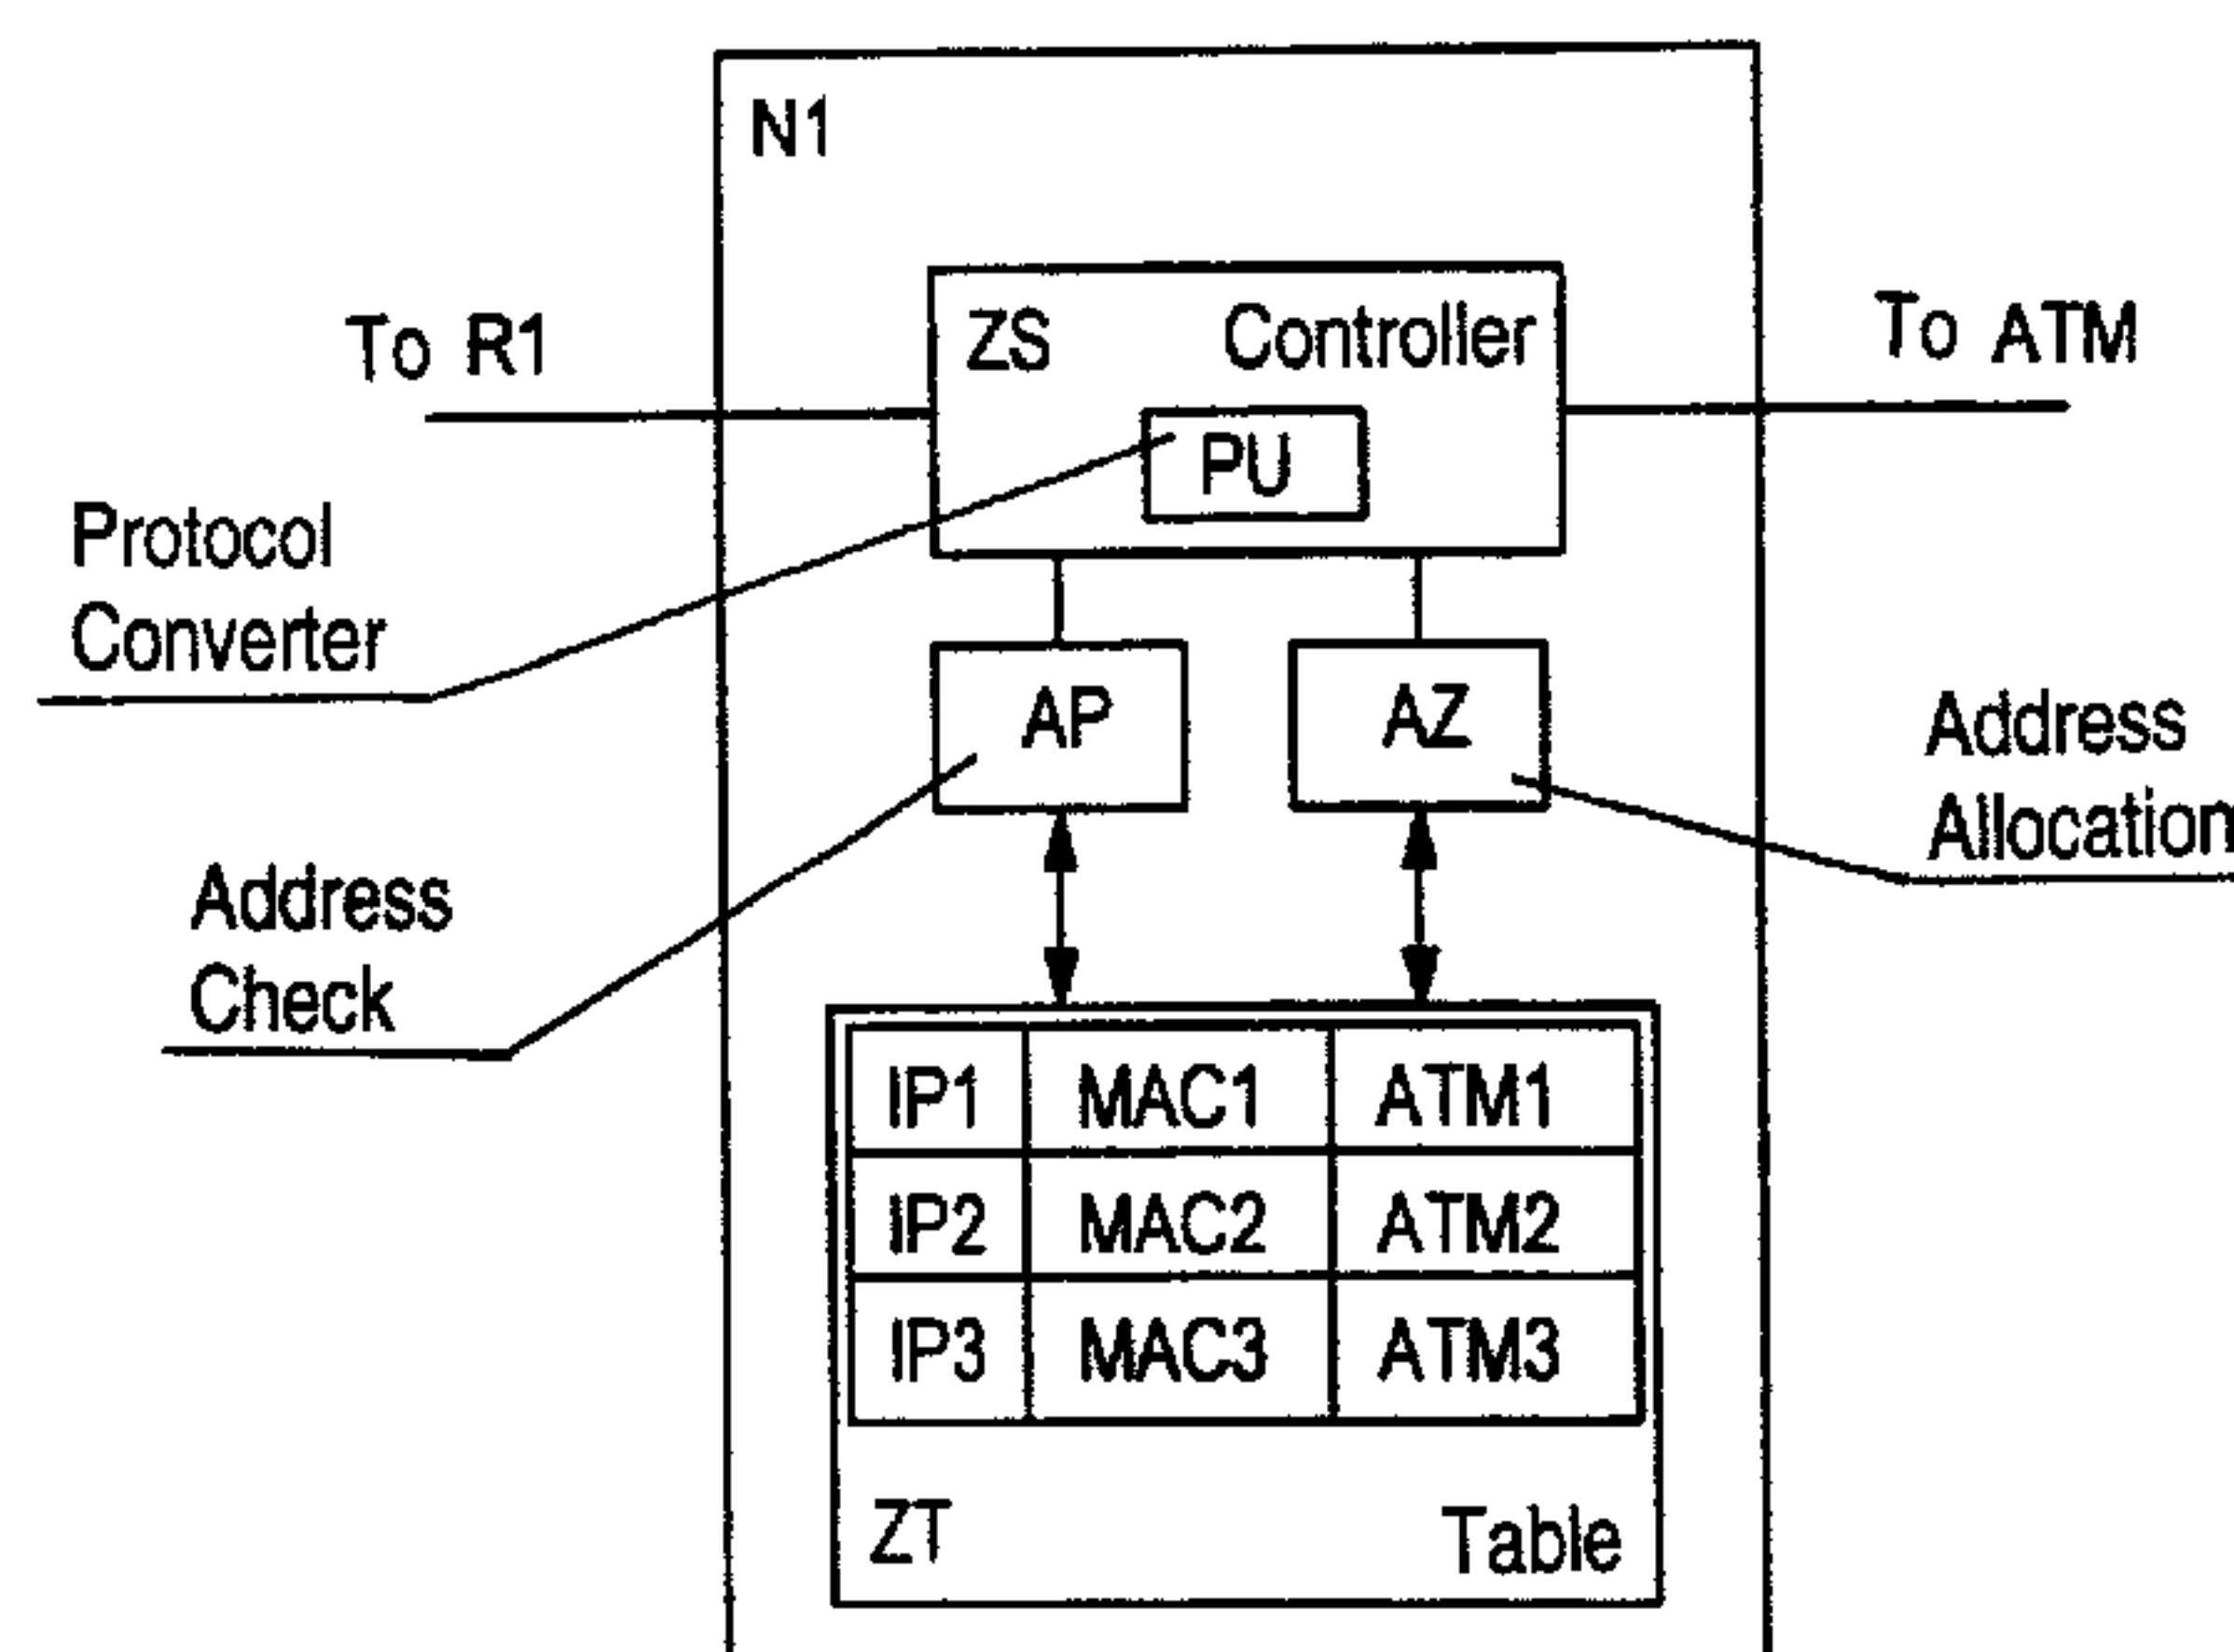 N1
To R1
ZS Controller
To ATM
PU
Protocol
Converter
AP
AZ
Address
Allocation
Address
Check
IP1 MAC1 ATM1
IP2 MAC2 ATM2
IP3 MAC3 ATM3
ZT Table